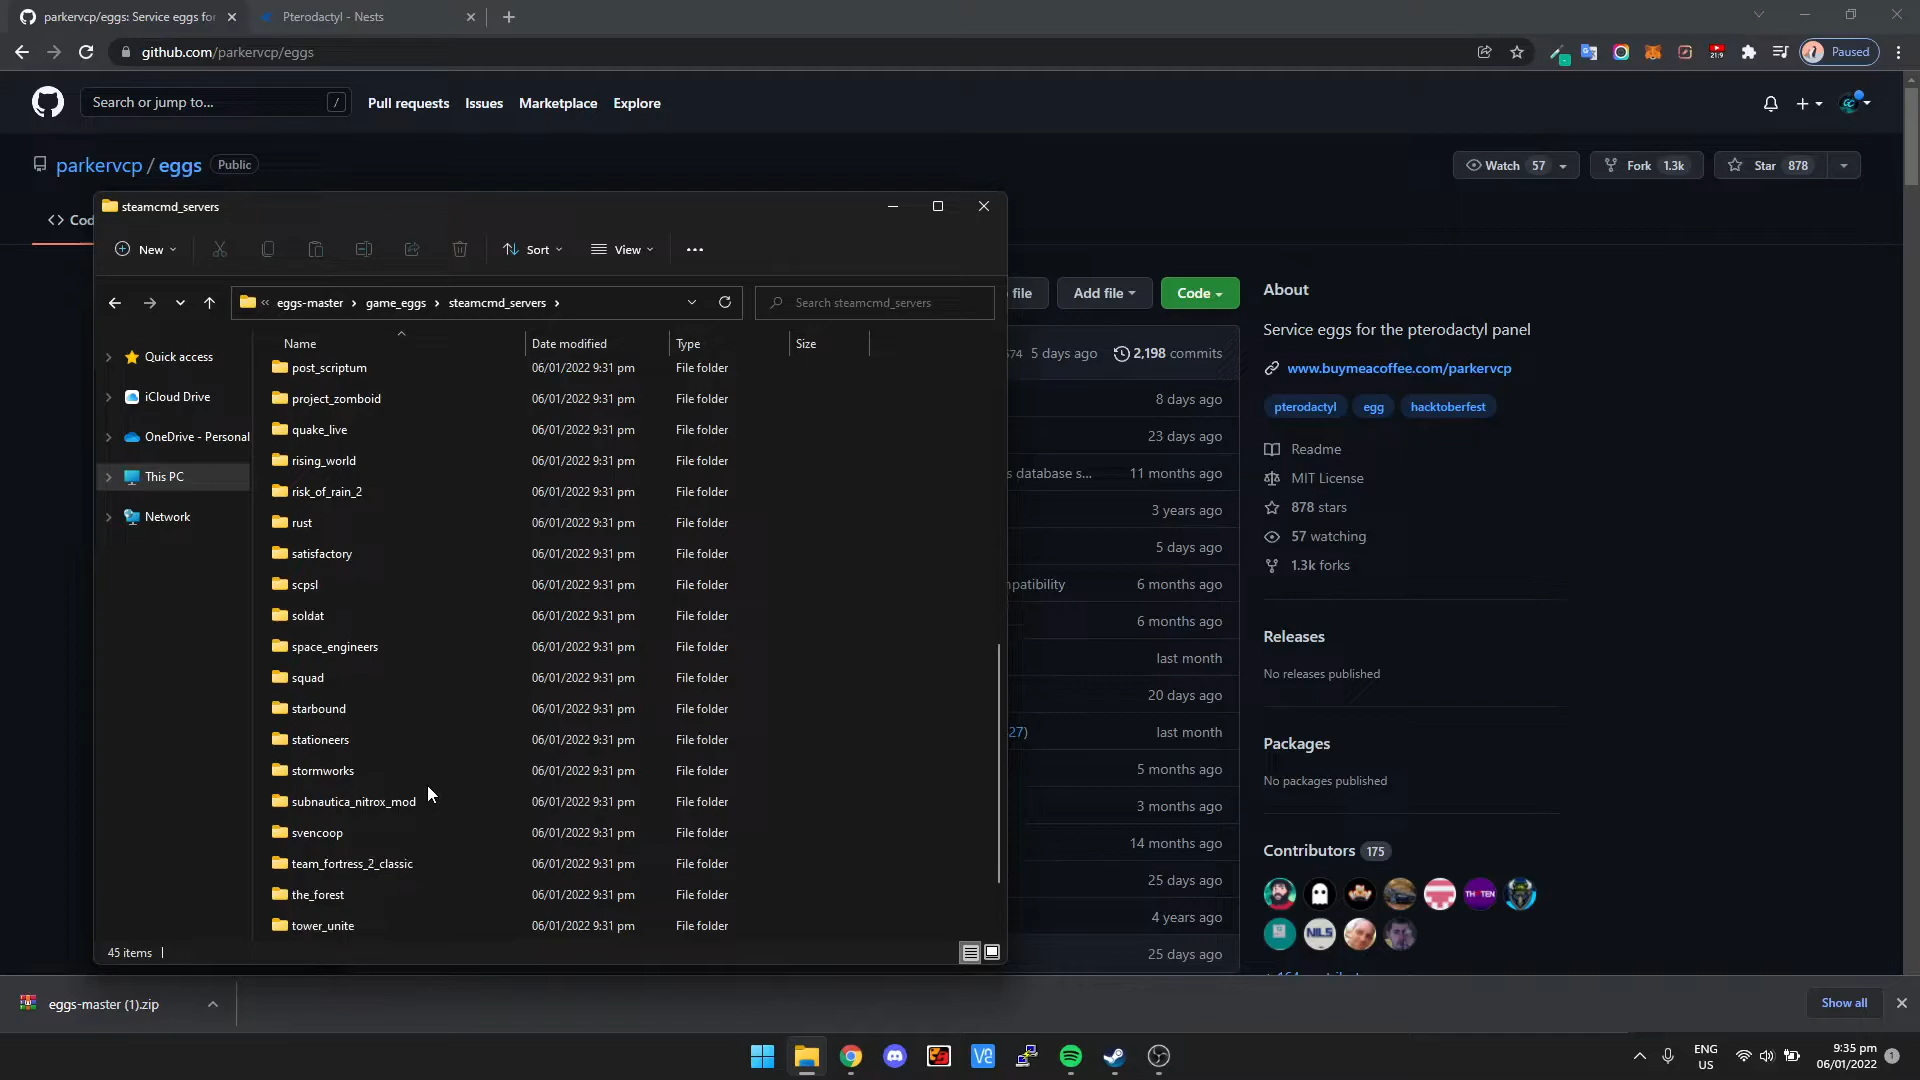 parkervcp/eggs: Service eggs for
Pterodactyl - Nests
github.com/parkervcp/eggs
21:9
Paused
Search or jump to...
/
Pull requests
Issues
Marketplace
Explore
parkervcp / eggs
Public
Watch 57
Fork 1.3k
Star 878
<> Cod
steamcmd_servers
New
Sort
View
eggs-master > game_eggs > steamcmd_servers >
Search steamcmd_servers
Name
Date modified
Type
Size
Quick access
iCloud Drive
OneDrive - Personal
This PC
Network
post_scriptum 06/01/2022 9:31 pm File folder
project_zomboid 06/01/2022 9:31 pm File folder
quake_live 06/01/2022 9:31 pm File folder
rising_world 06/01/2022 9:31 pm File folder
risk_of_rain_2 06/01/2022 9:31 pm File folder
rust 06/01/2022 9:31 pm File folder
satisfactory 06/01/2022 9:31 pm File folder
scpsl 06/01/2022 9:31 pm File folder
soldat 06/01/2022 9:31 pm File folder
space_engineers 06/01/2022 9:31 pm File folder
squad 06/01/2022 9:31 pm File folder
starbound 06/01/2022 9:31 pm File folder
stationeers 06/01/2022 9:31 pm File folder
stormworks 06/01/2022 9:31 pm File folder
subnautica_nitrox_mod 06/01/2022 9:31 pm File folder
svencoop 06/01/2022 9:31 pm File folder
team_fortress_2_classic 06/01/2022 9:31 pm File folder
the_forest 06/01/2022 9:31 pm File folder
tower_unite 06/01/2022 9:31 pm File folder
45 items
file
Add file
Code
574 5 days ago 2,198 commits
8 days ago
23 days ago
s database s... 11 months ago
3 years ago
5 days ago
patibility 6 months ago
6 months ago
last month
20 days ago
27) last month
5 months ago
3 months ago
14 months ago
25 days ago
4 years ago
25 days ago
About
Service eggs for the pterodactyl panel
www.buymeacoffee.com/parkervcp
pterodactyl
egg
hacktoberfest
Readme
MIT License
878 stars
57 watching
1.3k forks
Releases
No releases published
Packages
No packages published
Contributors 175
NILS
eggs-master (1).zip
Show all
ENG
US
9:35 pm
06/01/2022
1